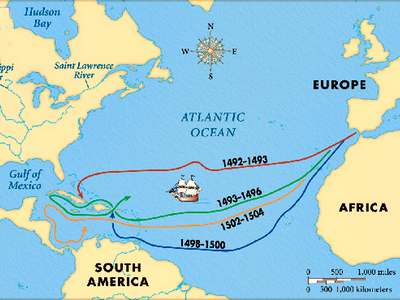 Hudson
Bay
N
W
E
S
ippi
r
Saint Lawrence
River
EUROPE
ATLANTIC
OCEAN
1492-1493
Gulf of
Mexico
1493-1496
1502-1504
AFRICA
1498-1500
SOUTH
AMERICA
0 500 1,000 miles
0 500 1,000 kilometers